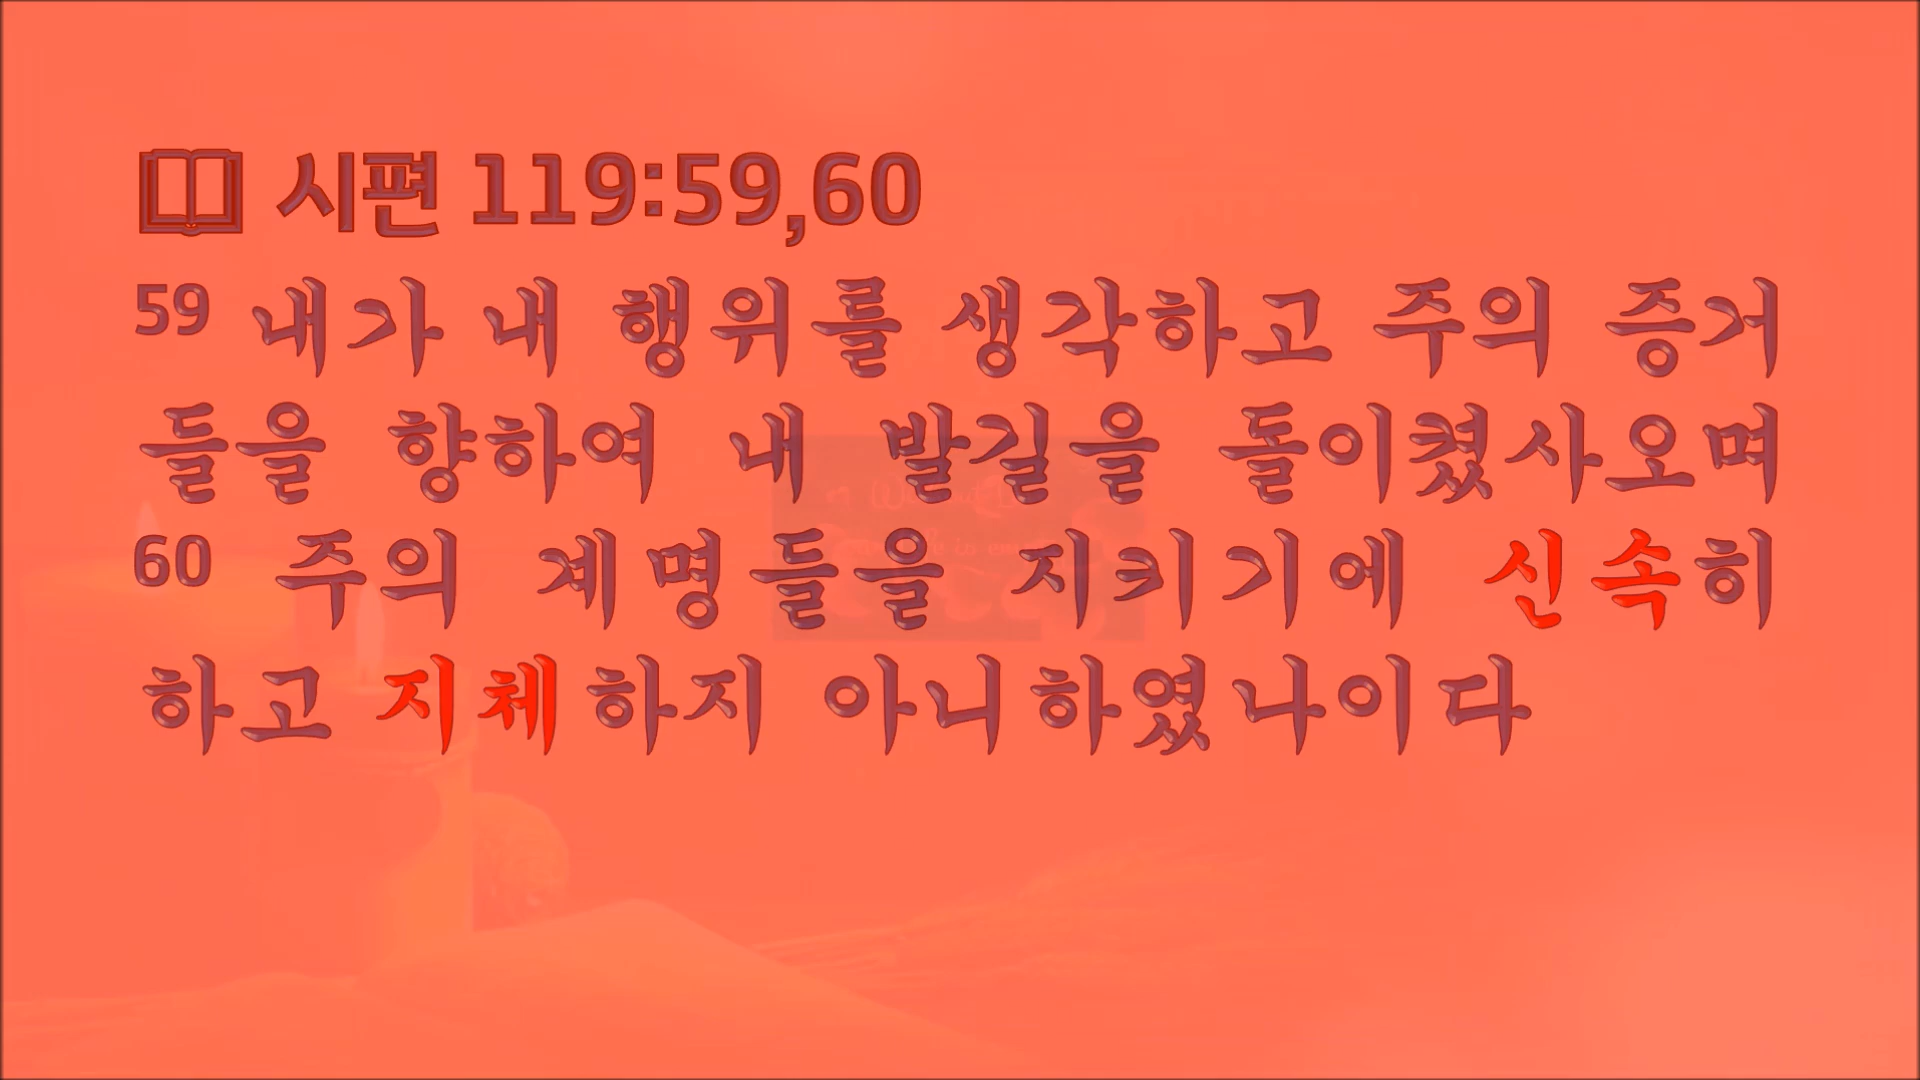 시편 119:59,60
59 내가 내 행위를 생각하고 주의 증거
들을 향하여 내 발길을 돌이켰사오며
60 주의 계명들을 지키기에 신속히
하고 지체하지 아니하였나이다